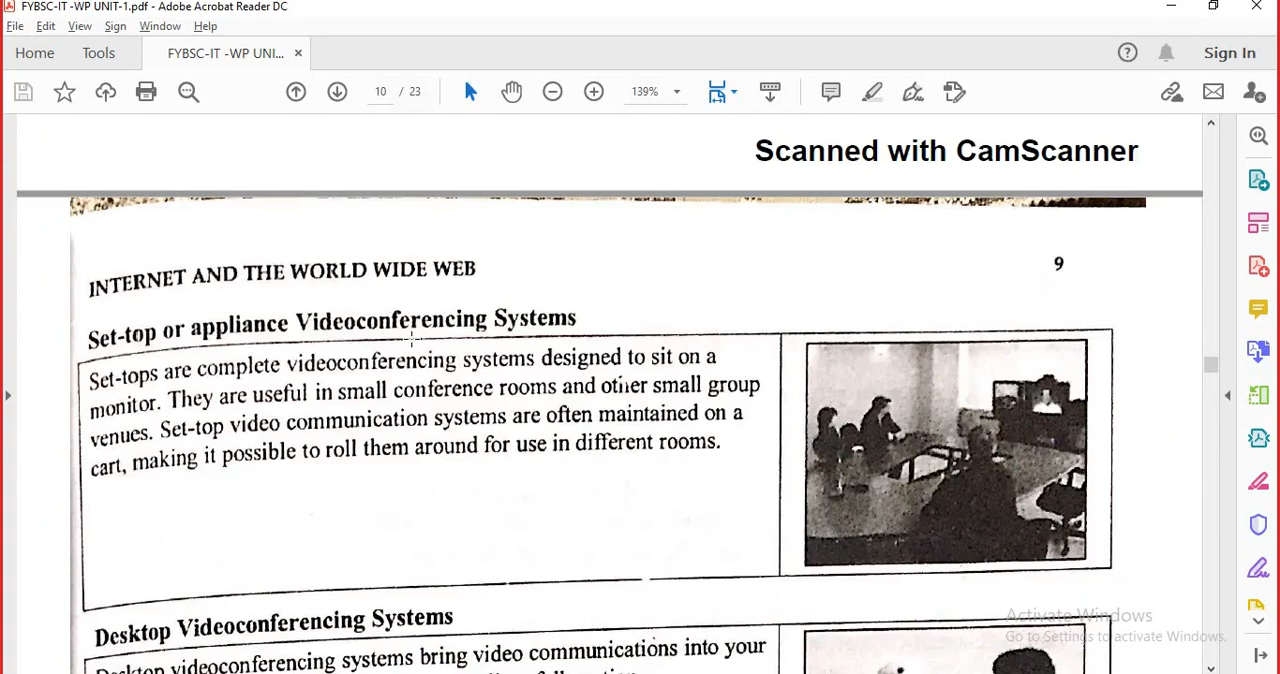 FYBSC-IT -WP UNIT-1.pdf - Adobe Acrobat Reader DC
File Edit View Sign Window Help
Home Tools FYBSC-IT -WP UNI... × Sign In
10 / 23 139%
Scanned with CamScanner
INTERNET AND THE WORLD WIDE WEB 9
Set-top or appliance Videoconferencing Systems
Set-tops are complete videoconferencing systems designed to sit on a
monitor. They are useful in small conference rooms and other small group
venues. Set-top video communication systems are often maintained on a
cart, making it possible to roll them around for use in different rooms.
Desktop Videoconferencing Systems
Desktop videoconferencing systems bring video communications into your
Activate Windows
Go to Settings to activate Windows.